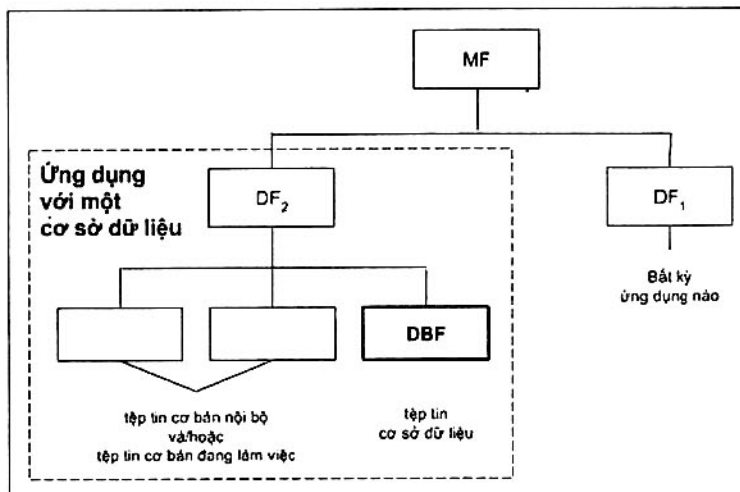 MF
Ứng dụng
với một
cơ sở dữ liệu
DF₂
DF₁
Bất kỳ
ứng dụng nào
DBF
tệp tin cơ bản nội bộ
và/hoặc
tệp tin cơ bản đang làm việc
tệp tin
cơ sở dữ liệu